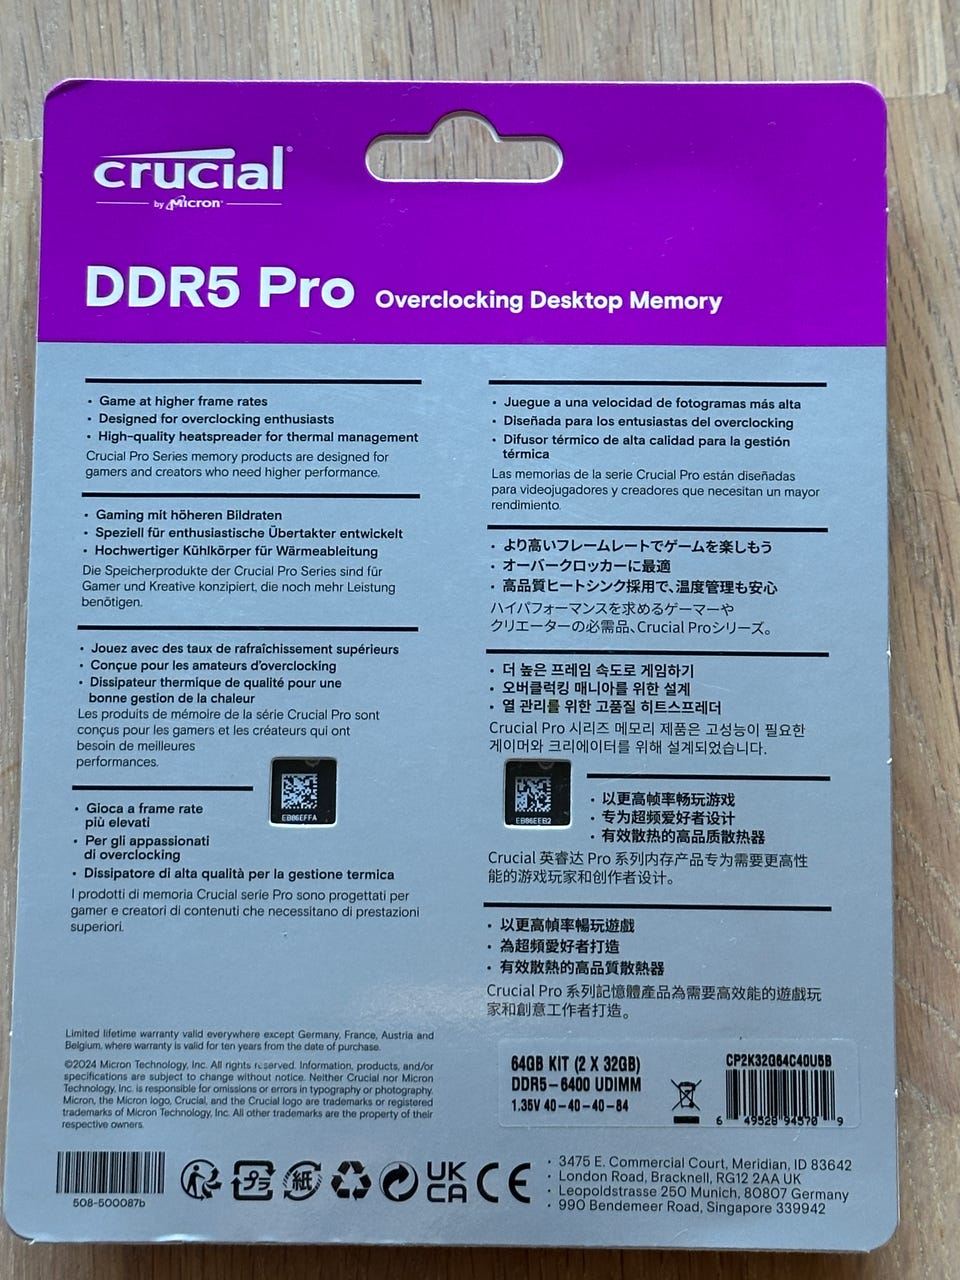 crucial®
by Micron®
DDR5 Pro Overclocking Desktop Memory
• Game at higher frame rates
• Designed for overclocking enthusiasts
• High-quality heatspreader for thermal management
Crucial Pro Series memory products are designed for
gamers and creators who need higher performance.
• Gaming mit höheren Bildraten
• Speziell für enthusiastische Übertakter entwickelt
• Hochwertiger Kühlkörper für Wärmeableitung
Die Speicherprodukte der Crucial Pro Series sind für
Gamer und Kreative konzipiert, die noch mehr Leistung
benötigen.
• Jouez avec des taux de rafraîchissement supérieurs
• Conçue pour les amateurs d'overclocking
• Dissipateur thermique de qualité pour une
bonne gestion de la chaleur
Les produits de mémoire de la série Crucial Pro sont
conçus pour les gamers et les créateurs qui ont
besoin de meilleures
performances.
• Gioca a frame rate
più elevati
• Per gli appassionati
di overclocking
• Dissipatore di alta qualità per la gestione termica
I prodotti di memoria Crucial serie Pro sono progettati per
gamer e creatori di contenuti che necessitano di prestazioni
superiori.
EB86EFFA
• Juegue a una velocidad de fotogramas más alta
• Diseñada para los entusiastas del overclocking
• Difusor térmico de alta calidad para la gestión
térmica
Las memorias de la serie Crucial Pro están diseñadas
para videojugadores y creadores que necesitan un mayor
rendimiento.
• より高いフレームレートでゲームを楽しもう
• オーバークロッカーに最適
• 高品質ヒートシンク採用で、温度管理も安心
ハイパフォーマンスを求めるゲーマーや
クリエーターの必需品、Crucial Proシリーズ。
• 더 높은 프레임 속도로 게임하기
• 오버클럭킹 매니아를 위한 설계
• 열 관리를 위한 고품질 히트스프레더
Crucial Pro 시리즈 메모리 제품은 고성능이 필요한
게이머와 크리에이터를 위해 설계되었습니다.
EB86EEB2
• 以更高帧率畅玩游戏
• 专为超频爱好者设计
• 有效散热的高品质散热器
Crucial 英睿达 Pro 系列内存产品专为需要更高性
能的游戏玩家和创作者设计。
• 以更高幀率暢玩遊戲
• 為超頻愛好者打造
• 有效散熱的高品質散熱器
Crucial Pro 系列記憶體產品為需要高效能的遊戲玩
家和創意工作者打造。
Limited lifetime warranty valid everywhere except Germany, France, Austria and
Belgium, where warranty is valid for ten years from the date of purchase.
©2024 Micron Technology, Inc. All rights reserved. Information, products, and/or
specifications are subject to change without notice. Neither Crucial nor Micron
Technology, Inc. is responsible for omissions or errors in typography or photography.
Micron, the Micron logo, Crucial, and the Crucial logo are trademarks or registered
trademarks of Micron Technology, Inc. All other trademarks are the property of their
respective owners.
64GB KIT (2 X 32GB)
DDR5-6400 UDIMM
1.35V 40-40-40-84
CP2K32G64C40U5B
6 49528 94570 9
508-500087b
プラ
紙
UK
CA
CE
• 3475 E. Commercial Court, Meridian, ID 83642
• London Road, Bracknell, RG12 2AA UK
• Leopoldstrasse 250 Munich, 80807 Germany
• 990 Bendemeer Road, Singapore 339942